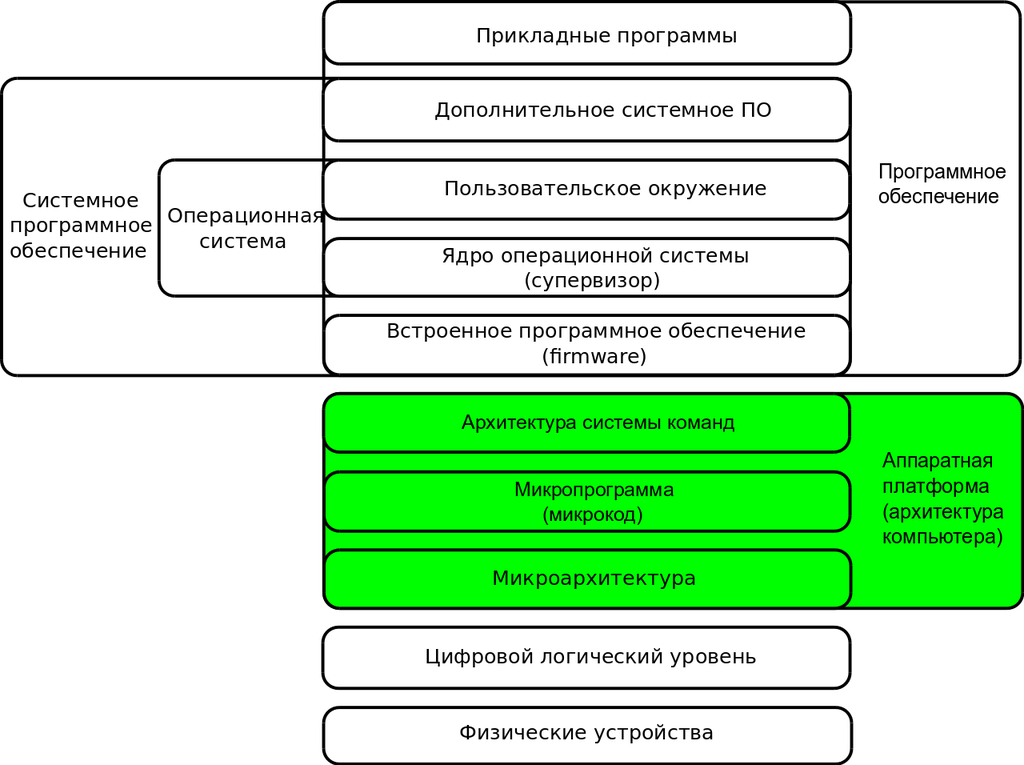 Прикладные программы
Дополнительное системное ПО
Пользовательское окружение
Ядро операционной системы
(супервизор)
Встроенное программное обеспечение
(firmware)
Системное
программное
обеспечение
Операционная
система
Программное
обеспечение
Архитектура системы команд
Микропрограмма
(микрокод)
Микроархитектура
Аппаратная
платформа
(архитектура
компьютера)
Цифровой логический уровень
Физические устройства